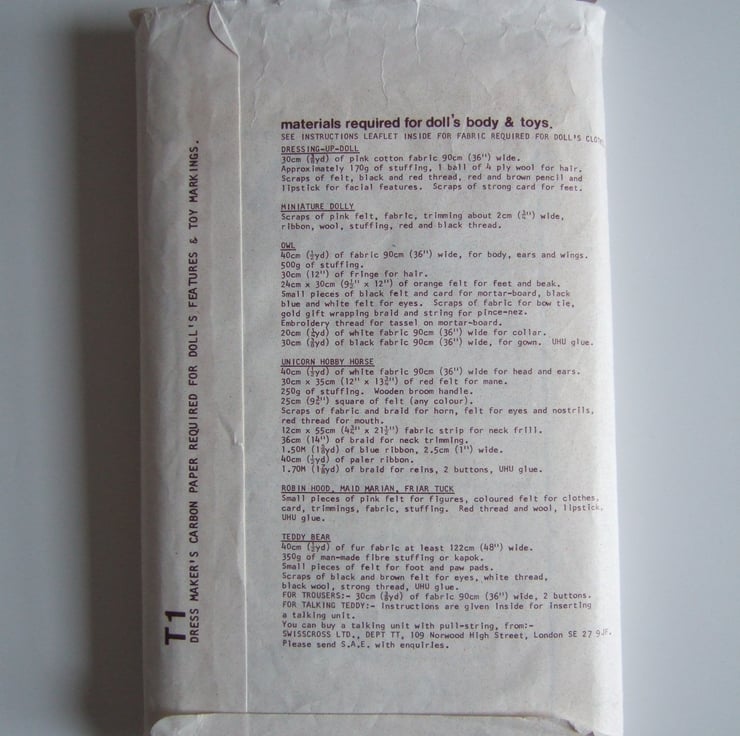 materials required for doll's body & toys.
SEE INSTRUCTIONS LEAFLET INSIDE FOR FABRIC REQUIRED FOR DOLL'S
DRESSING-UP-DOLL
30cm (⅜yd) of pink cotton fabric 90cm (36") wide.
Approximately 170g of stuffing, 1 ball of 4 ply wool for hair.
Scraps of felt, black and red thread, red and brown pencil and
lipstick for facial features. Scraps of strong card for feet.
MINIATURE DOLLY
Scraps of pink felt, fabric, trimming about 2cm (¾") wide,
ribbon, wool, stuffing, red and black thread.
OWL
40cm (½yd) of fabric 90cm (36") wide, for body, ears and wings.
500g of stuffing.
30cm (12") of fringe for hair.
24cm x 30cm (9½" x 12") of orange felt for feet and beak.
Small pieces of black felt and card for mortar-board, black
blue and white felt for eyes. Scraps of fabric for bow tie,
gold gift wrapping braid and string for pince-nez.
Embroidery thread for tassel on mortar-board.
20cm (¼yd) of white fabric 90cm (36") wide for collar.
30cm (⅜yd) of black fabric 90cm (36") wide, for gown. UHU glue.
UNICORN HOBBY HORSE
40cm (½yd) of white fabric 90cm (36") wide for head and ears.
30cm x 35cm (12" x 13¾") of red felt for mane.
250g of stuffing. Wooden broom handle.
25cm (9¾") square of felt (any colour).
Scraps of fabric and braid for horn, felt for eyes and nostrils,
red thread for mouth.
12cm x 55cm (4¾" x 21½") fabric strip for neck frill.
36cm (14") of braid for neck trimming.
1.50M (1⅝yd) of blue ribbon, 2.5cm (1") wide.
40cm (½yd) of paler ribbon.
1.70M (1⅞yd) of braid for reins, 2 buttons, UHU glue.
ROBIN HOOD, MAID MARIAN, FRIAR TUCK
Small pieces of pink felt for figures, coloured felt for clothes,
card, trimmings, fabric, stuffing. Red thread and wool, lipstick,
UHU glue.
TEDDY BEAR
40cm (½yd) of fur fabric at least 122cm (48") wide.
350g of man-made fibre stuffing or kapok.
Small pieces of felt for foot and paw pads.
Scraps of black and brown felt for eyes, white thread,
black wool, strong thread, UHU glue.
FOR TROUSERS:- 30cm (⅜yd) of fabric 90cm (36") wide, 2 buttons.
FOR TALKING TEDDY:- Instructions are given inside for inserting
a talking unit.
You can buy a talking unit with pull-string, from:-
SWISSCROSS LTD., DEPT TT, 109 Norwood High Street, London SE 27 9JF.
Please send S.A.E. with enquiries.
T1
DRESS MAKER'S CARBON PAPER REQUIRED FOR DOLL'S FEATURES & TOY MARKINGS.